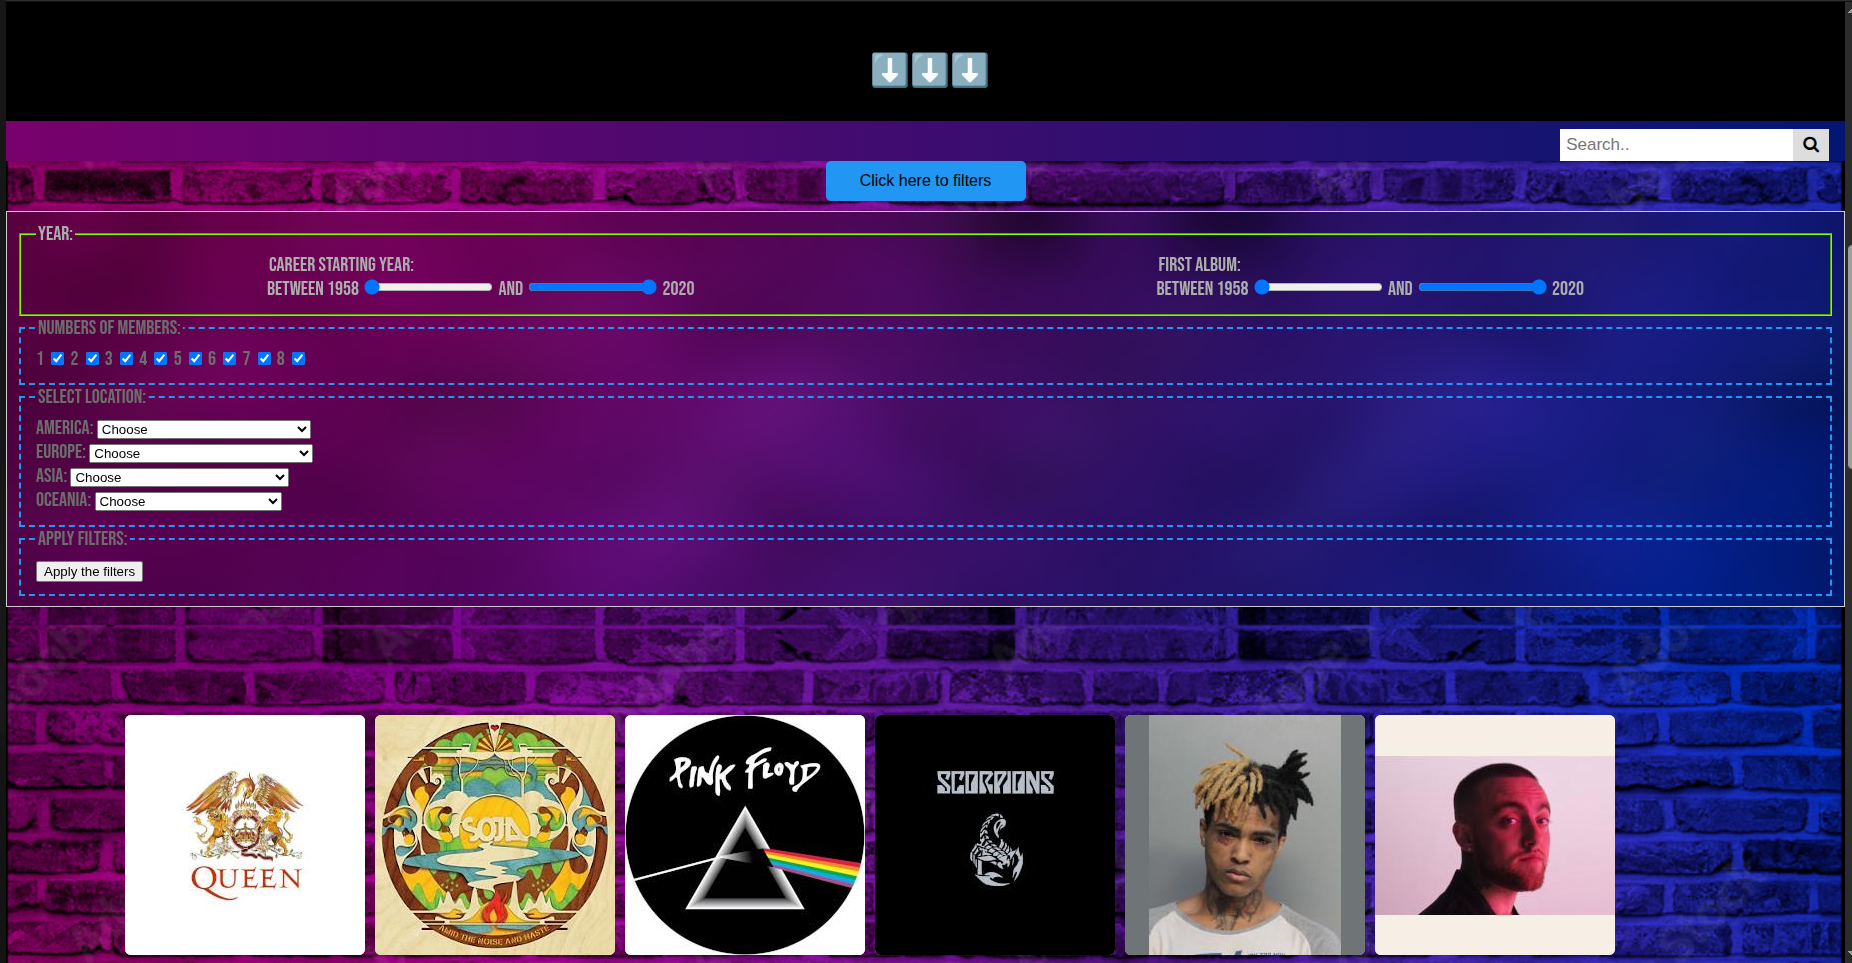 Search..
Click here to filters
YEAR:
CAREER STARTING YEAR:
BETWEEN 1958 AND 2020
FIRST ALBUM:
BETWEEN 1958 AND 2020
NUMBERS OF MEMBERS:
1 2 3 4 5 6 7 8
SELECT LOCATION:
AMERICA: Choose
EUROPE: Choose
ASIA: Choose
OCEANIA: Choose
APPLY FILTERS:
Apply the filters
QUEEN
SOJA
AMID THE NOISE AND HASTE
PINK FLOYD
SCORPIONS